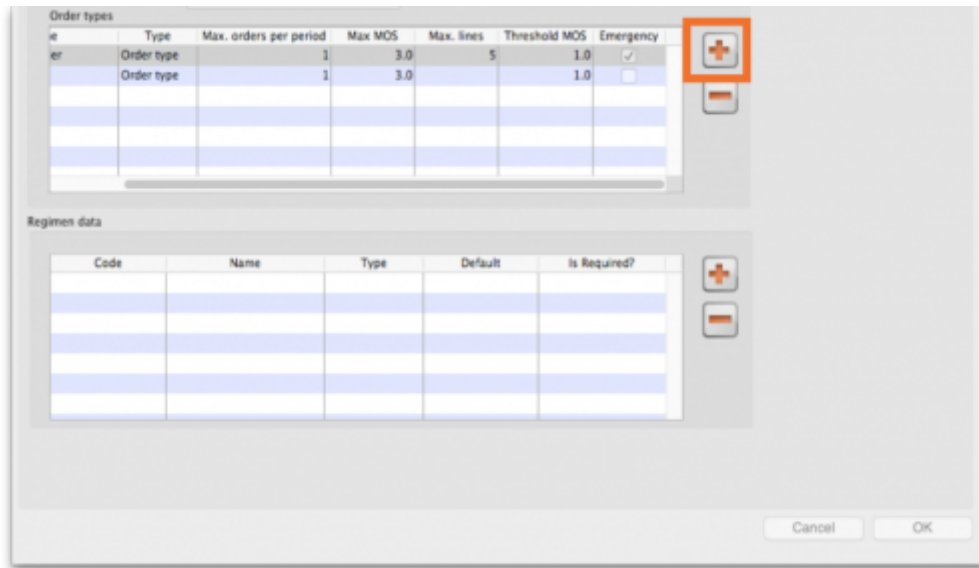 Order types
e Type Max. orders per period Max MOS Max. lines Threshold MOS Emergency
er Order type 1 3.0 5 1.0
Order type 1 3.0 1.0
Regimen data
Code Name Type Default Is Required?
Cancel OK